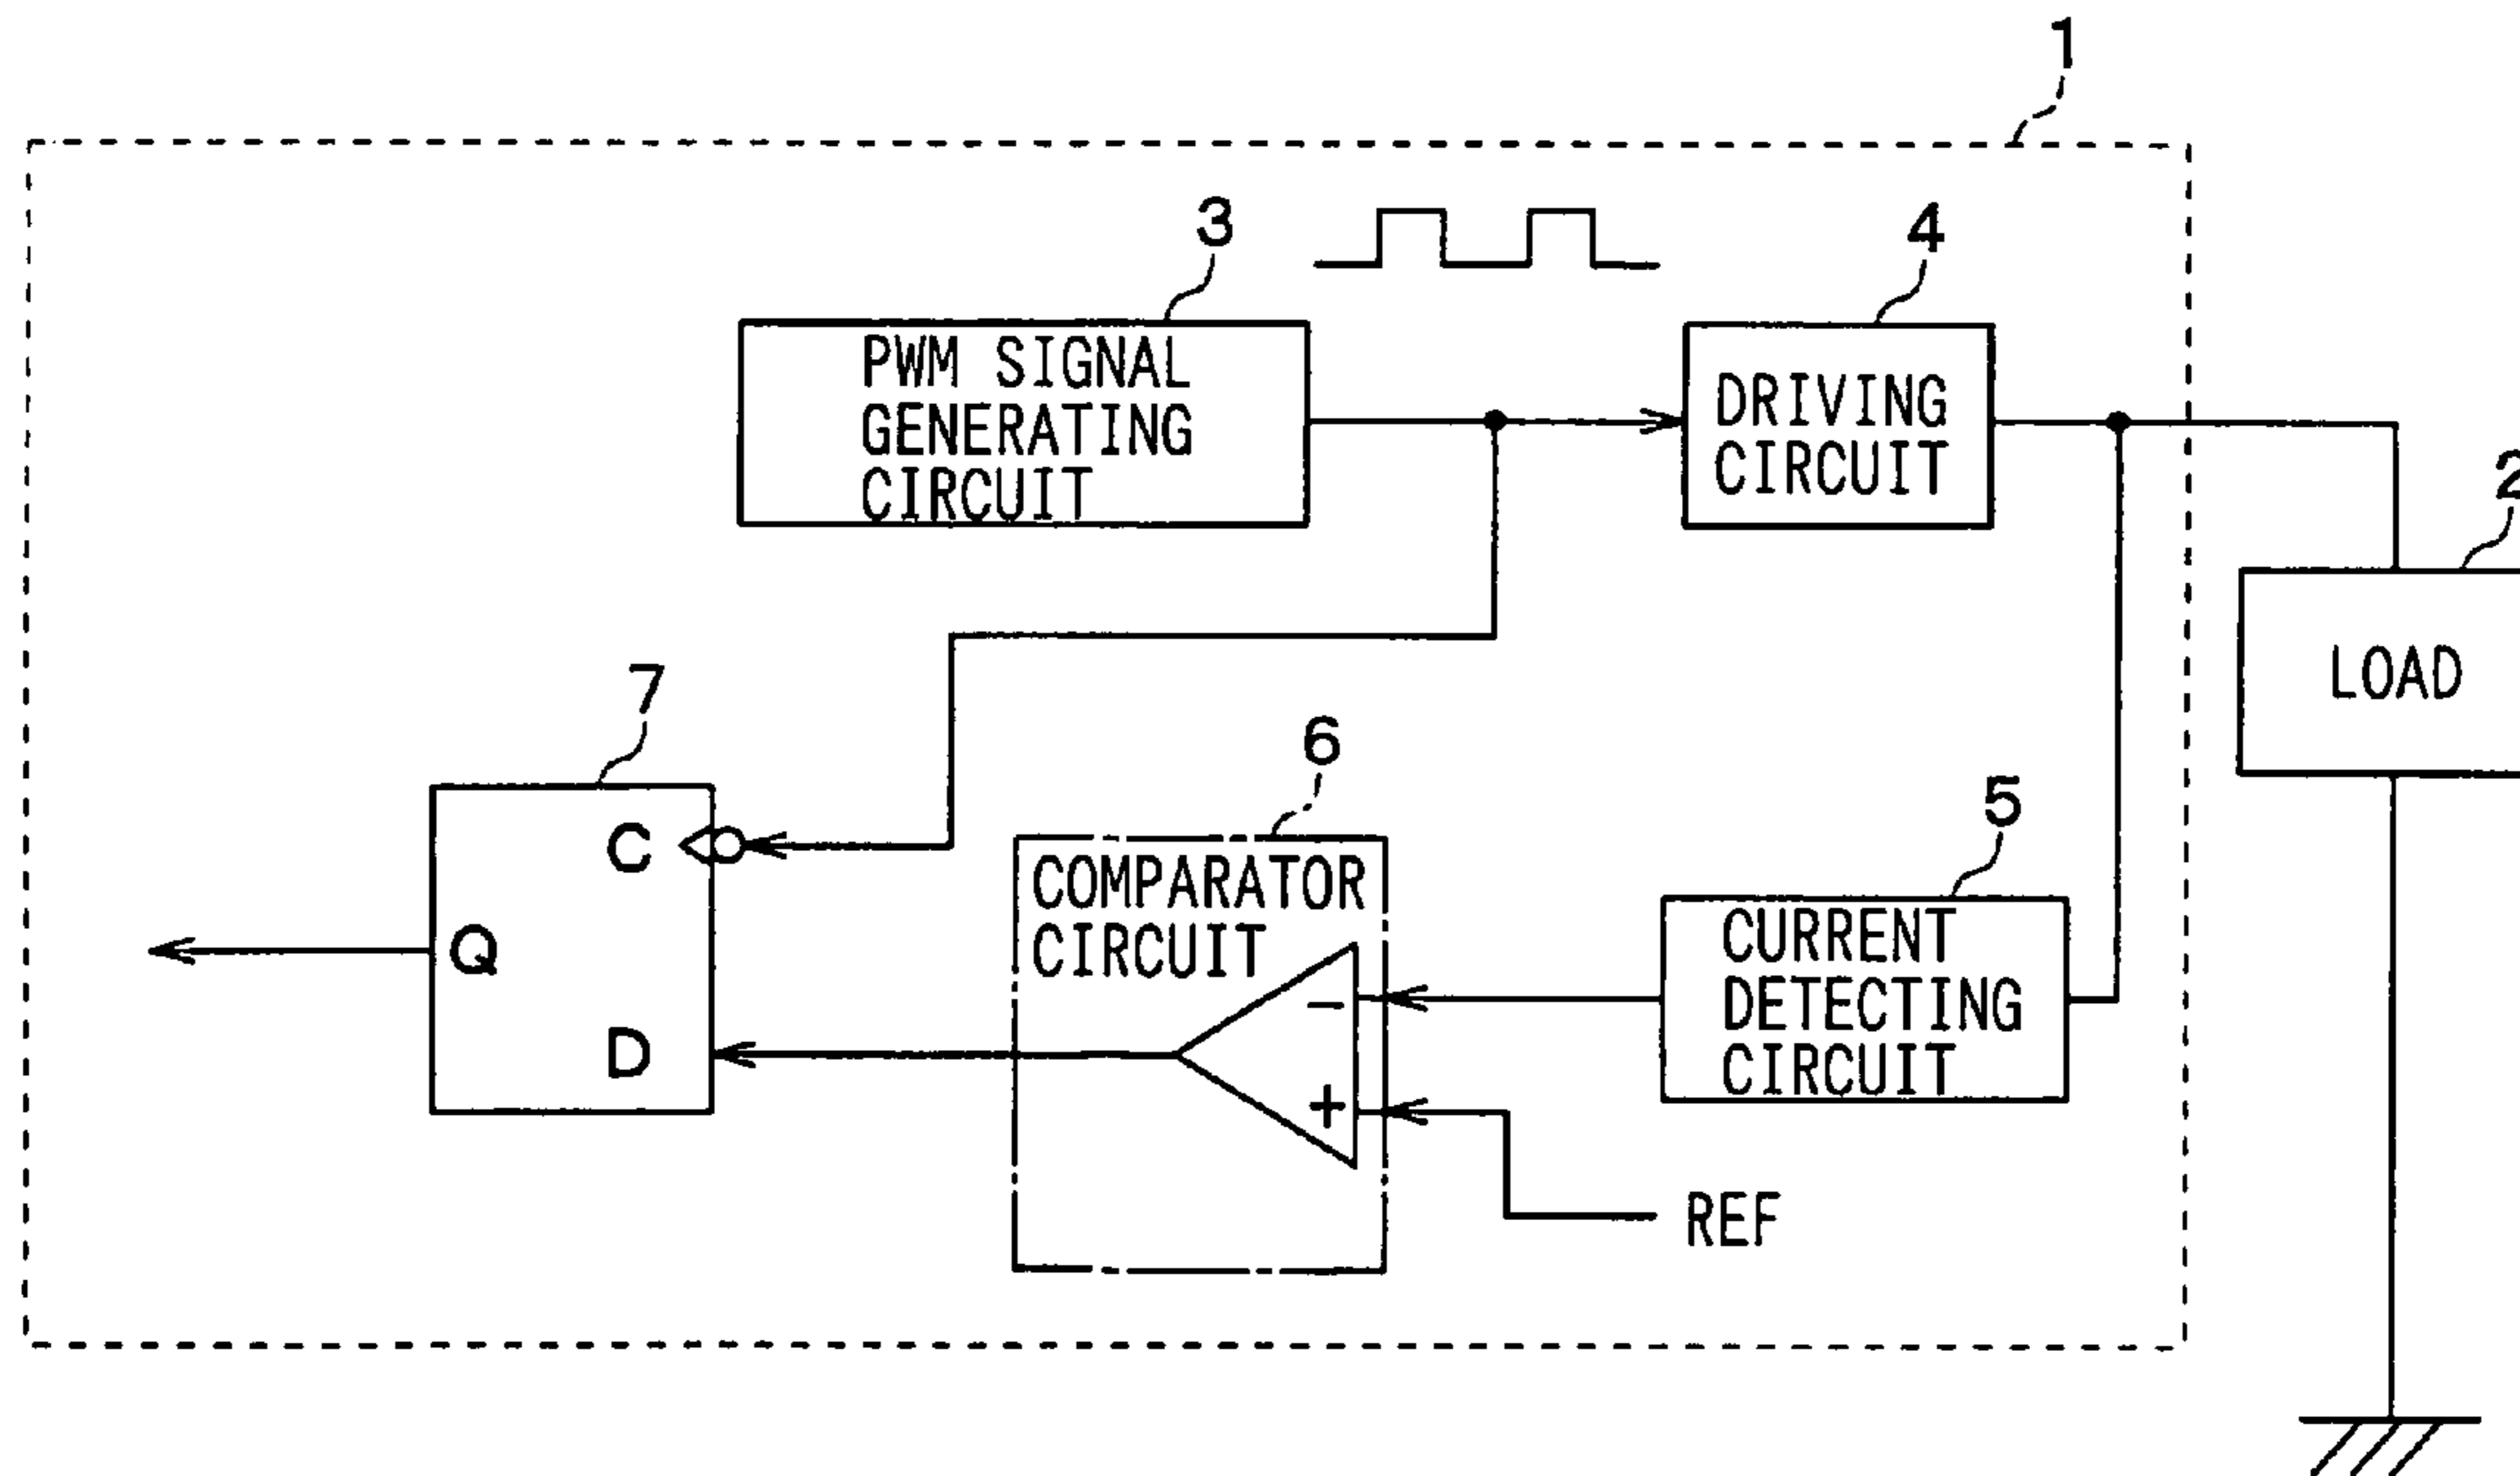 1
3
4
PWM SIGNAL
GENERATING
CIRCUIT
DRIVING
CIRCUIT
2
LOAD
7
6
5
C
Q
D
COMPARATOR
CIRCUIT
−
+
CURRENT
DETECTING
CIRCUIT
REF